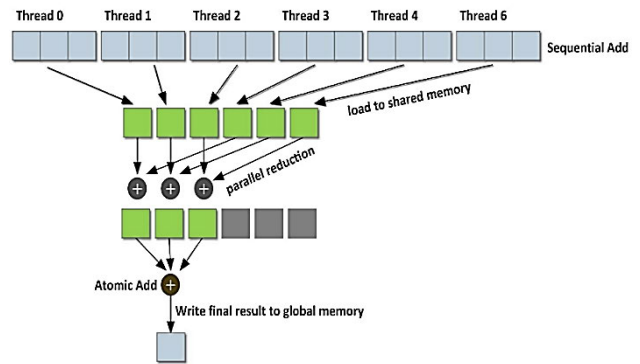 Thread 0 Thread 1 Thread 2 Thread 3 Thread 4 Thread 6
Sequential Add
load to shared memory
parallel reduction
Atomic Add
Write final result to global memory